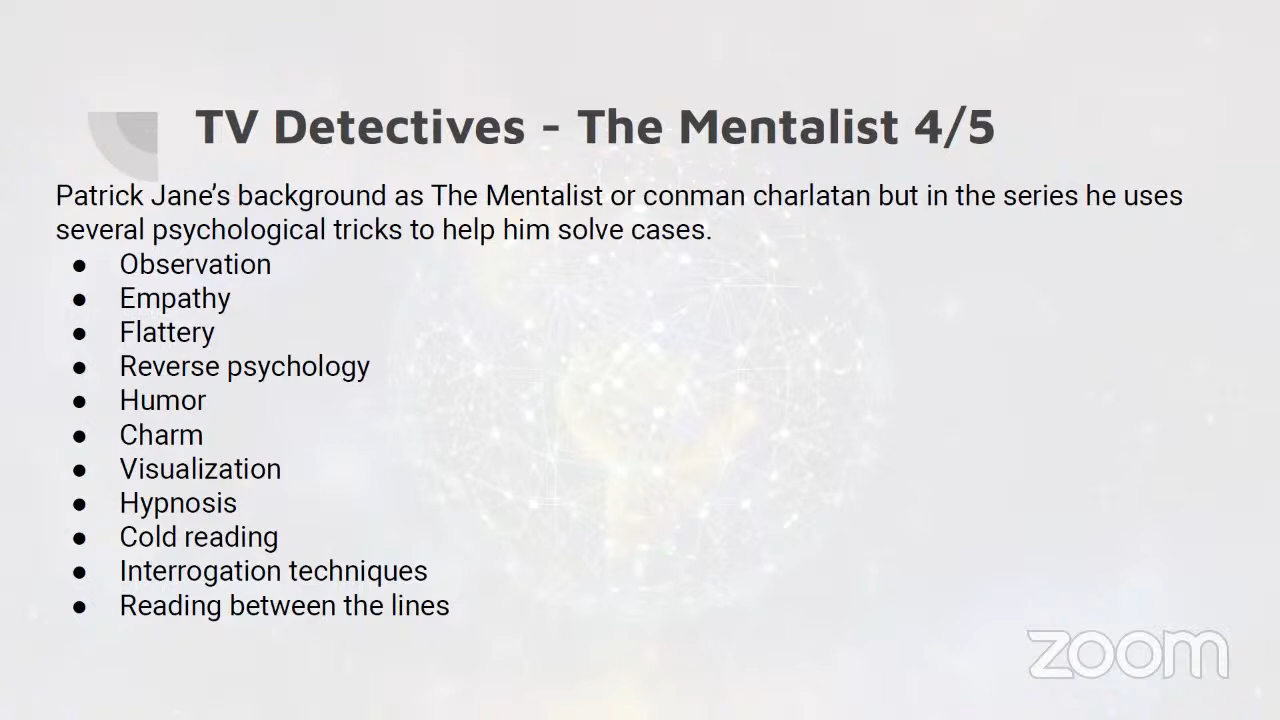 TV Detectives - The Mentalist 4/5
Patrick Jane’s background as The Mentalist or conman charlatan but in the series he uses
several psychological tricks to help him solve cases.
● Observation
● Empathy
● Flattery
● Reverse psychology
● Humor
● Charm
● Visualization
● Hypnosis
● Cold reading
● Interrogation techniques
● Reading between the lines
zoom